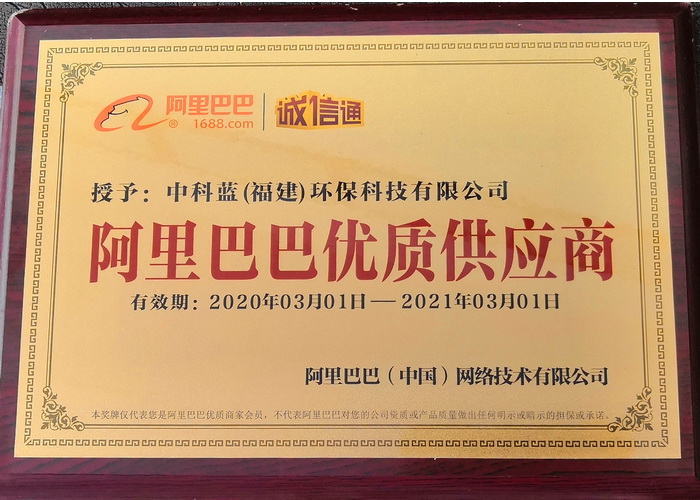 阿里巴巴 诚信通
® 1688.com
授予：中科蓝(福建)环保科技有限公司
阿里巴巴优质供应商
有效期：2020年03月01日—2021年03月01日
阿里巴巴（中国）网络技术有限公司
本奖牌仅代表您是阿里巴巴优质商家会员，不代表阿里巴巴对您的公司资质或产品质量做出任何明示或暗示的担保或承诺。